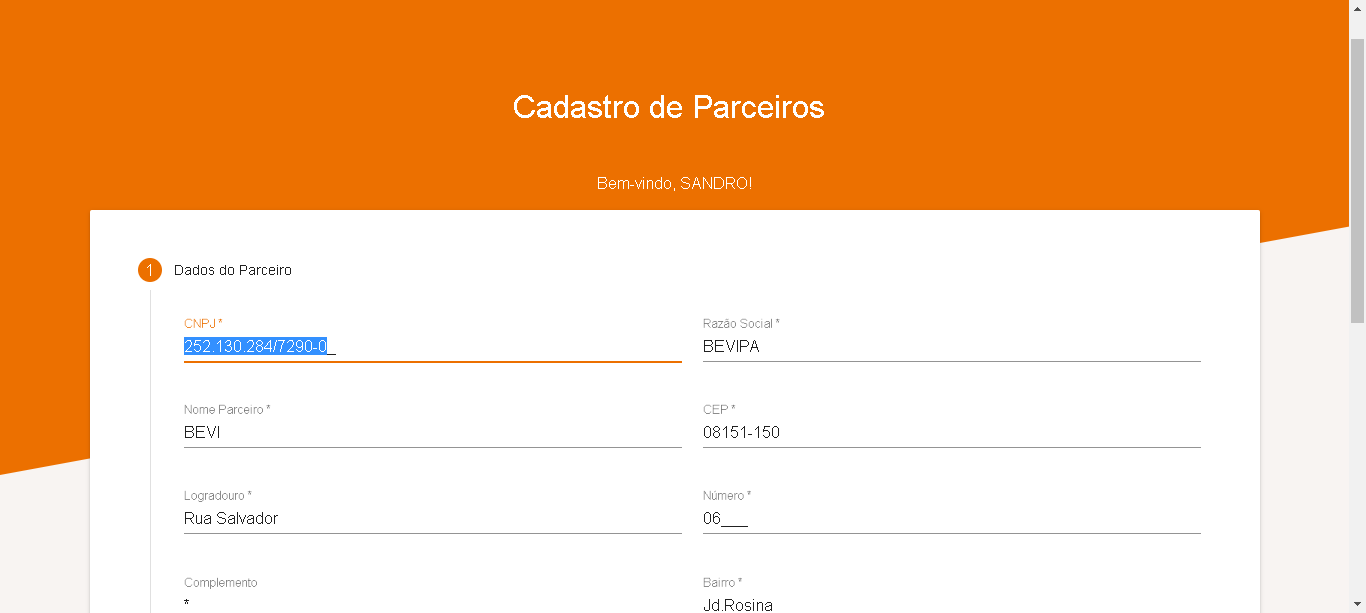 Cadastro de Parceiros
Bem-vindo, SANDRO!
1 Dados do Parceiro
CNPJ * Razão Social *
252.130.284/7290-0_ BEVIPA
Nome Parceiro * CEP *
BEVI 08151-150
Logradouro * Número *
Rua Salvador 06___
Complemento Bairro *
* Jd.Rosina